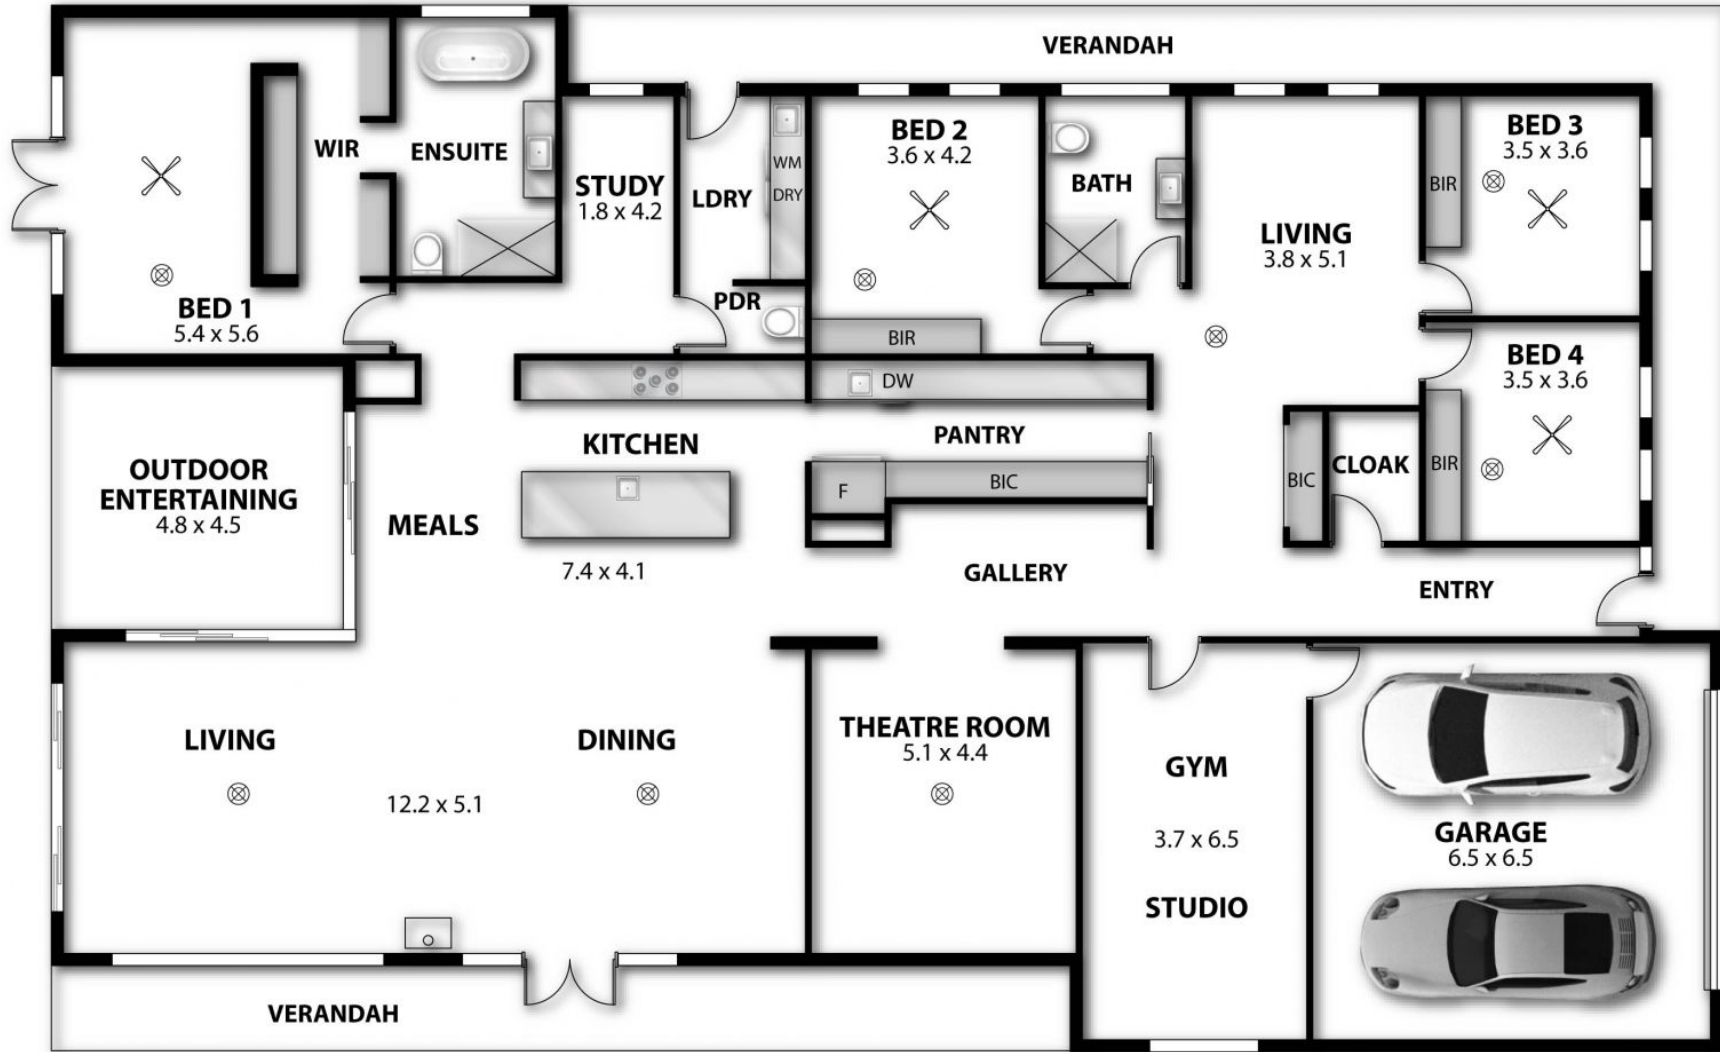 VERANDAH
WIR
ENSUITE
BED 1
5.4 x 5.6
STUDY
1.8 x 4.2
LDRY
WM
DRY
PDR
BED 2
3.6 x 4.2
BIR
BATH
LIVING
3.8 x 5.1
BED 3
3.5 x 3.6
BIR
BED 4
3.5 x 3.6
BIR
OUTDOOR
ENTERTAINING
4.8 x 4.5
MEALS
KITCHEN
7.4 x 4.1
DW
PANTRY
F
BIC
GALLERY
BIC
CLOAK
ENTRY
LIVING
DINING
12.2 x 5.1
THEATRE ROOM
5.1 x 4.4
GYM
3.7 x 6.5
STUDIO
GARAGE
6.5 x 6.5
VERANDAH